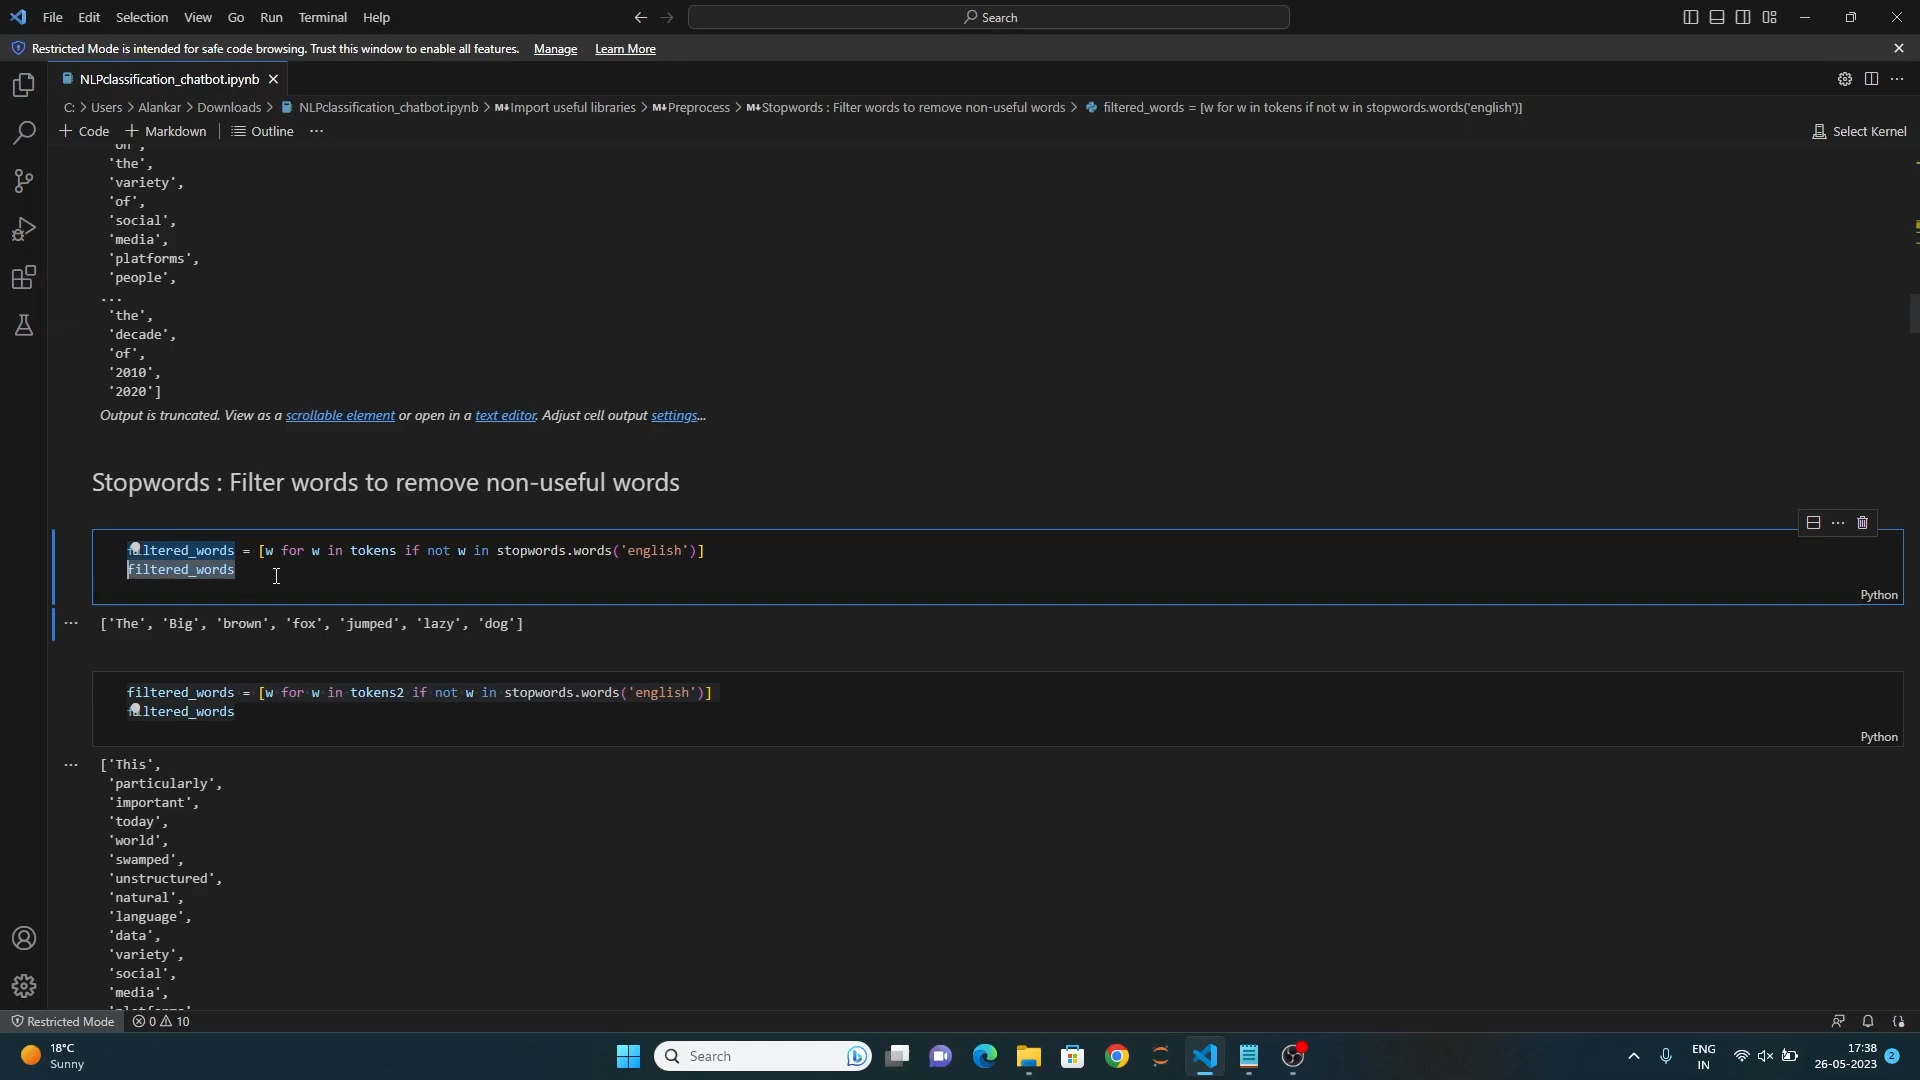 File Edit Selection View Go Run Terminal Help
Search
Restricted Mode is intended for safe code browsing. Trust this window to enable all features. Manage Learn More
NLPclassification_chatbot.ipynb
C: > Users > Alankar > Downloads > NLPclassification_chatbot.ipynb > M↓Import useful libraries > M↓Preprocess > M↓Stopwords : Filter words to remove non-useful words > filtered_words = [w for w in tokens if not w in stopwords.words('english')]
+ Code + Markdown Outline ...
Select Kernel
'on',
'the',
'variety',
'of',
'social',
'media',
'platforms',
'people',
...
'the',
'decade',
'of',
'2010',
'2020']
Output is truncated. View as a scrollable element or open in a text editor. Adjust cell output settings...
Stopwords : Filter words to remove non-useful words
filtered_words = [w for w in tokens if not w in stopwords.words('english')]
filtered_words
Python
... ['The', 'Big', 'brown', 'fox', 'jumped', 'lazy', 'dog']
filtered_words = [w for w in tokens2 if not w in stopwords.words('english')]
filtered_words
Python
... ['This',
'particularly',
'important',
'today',
'world',
'swamped',
'unstructured',
'natural',
'language',
'data',
'variety',
'social',
'media',
Restricted Mode 0 10
18°C
Sunny
Search
ENG
IN
17:38
26-05-2023
2